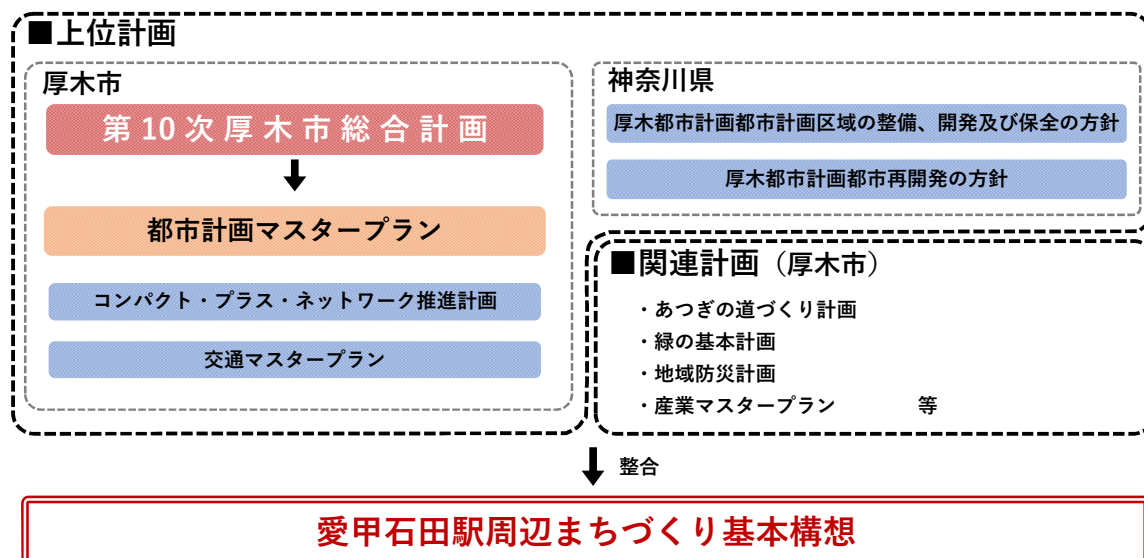 ■上位計画
厚木市
第10次厚木市総合計画
都市計画マスタープラン
コンパクト・プラス・ネットワーク推進計画
交通マスタープラン
神奈川県
厚木都市計画都市計画区域の整備、開発及び保全の方針
厚木都市計画都市再開発の方針
■関連計画（厚木市）
・あつぎの道づくり計画
・緑の基本計画
・地域防災計画
・産業マスタープラン 等
整合
愛甲石田駅周辺まちづくり基本構想